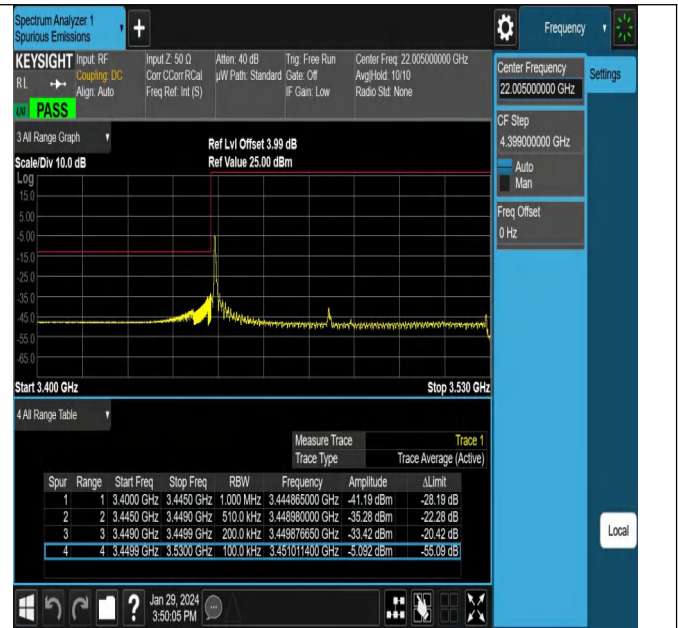 Spectrum Analyzer 1
Spurious Emissions
+
Frequency
KEYSIGHT Input: RF Input Z: 50 Ω Atten: 40 dB Trig: Free Run Center Freq: 22.005000000 GHz
RL Coupling: DC Corr CCorr RCal µW Path: Standard Gate: Off Avg|Hold: 10/10
Align: Auto Freq Ref: Int (S) IF Gain: Low Radio Std: None
PASS
Center Frequency
22.005000000 GHz
Settings
CF Step
4.399000000 GHz
Auto
Man
Freq Offset
0 Hz
3 All Range Graph
Ref Lvl Offset 3.99 dB
Scale/Div 10.0 dB Ref Value 25.00 dBm
Log
15.0
5.00
-5.00
-15.0
-25.0
-35.0
-45.0
-55.0
-65.0
Start 3.400 GHz Stop 3.530 GHz
4 All Range Table
Measure Trace Trace 1
Trace Type Trace Average (Active)
Spur Range Start Freq Stop Freq RBW Frequency Amplitude ΔLimit
1 1 3.4000 GHz 3.4450 GHz 1.000 MHz 3.444865000 GHz -41.19 dBm -28.19 dB
2 2 3.4450 GHz 3.4490 GHz 510.0 kHz 3.448980000 GHz -35.28 dBm -22.28 dB
3 3 3.4490 GHz 3.4499 GHz 200.0 kHz 3.449876650 GHz -33.42 dBm -20.42 dB
4 4 3.4499 GHz 3.5300 GHz 100.0 kHz 3.451011400 GHz -5.092 dBm -55.09 dB
Local
?
Jan 29, 2024
3:50:05 PM